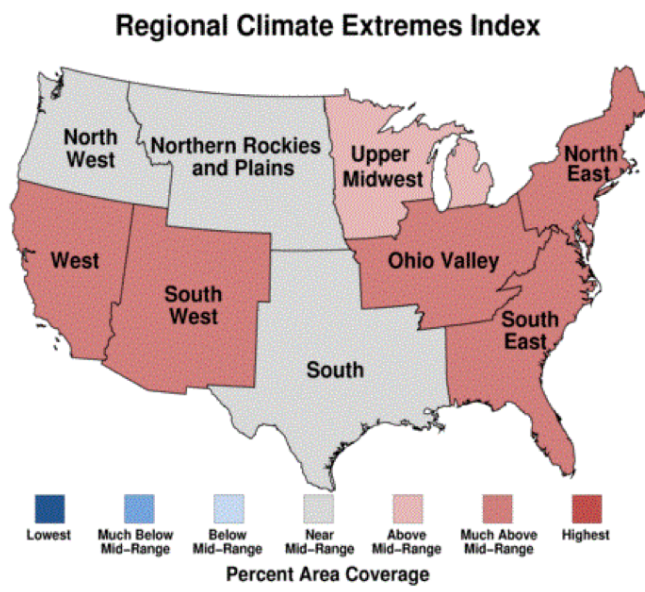 Regional Climate Extremes Index
North
West
Northern Rockies
and Plains
Upper
Midwest
North
East
West
South
West
Ohio Valley
South
East
South
Lowest
Much Below
Mid-Range
Below
Mid-Range
Near
Mid-Range
Above
Mid-Range
Much Above
Mid-Range
Highest
Percent Area Coverage